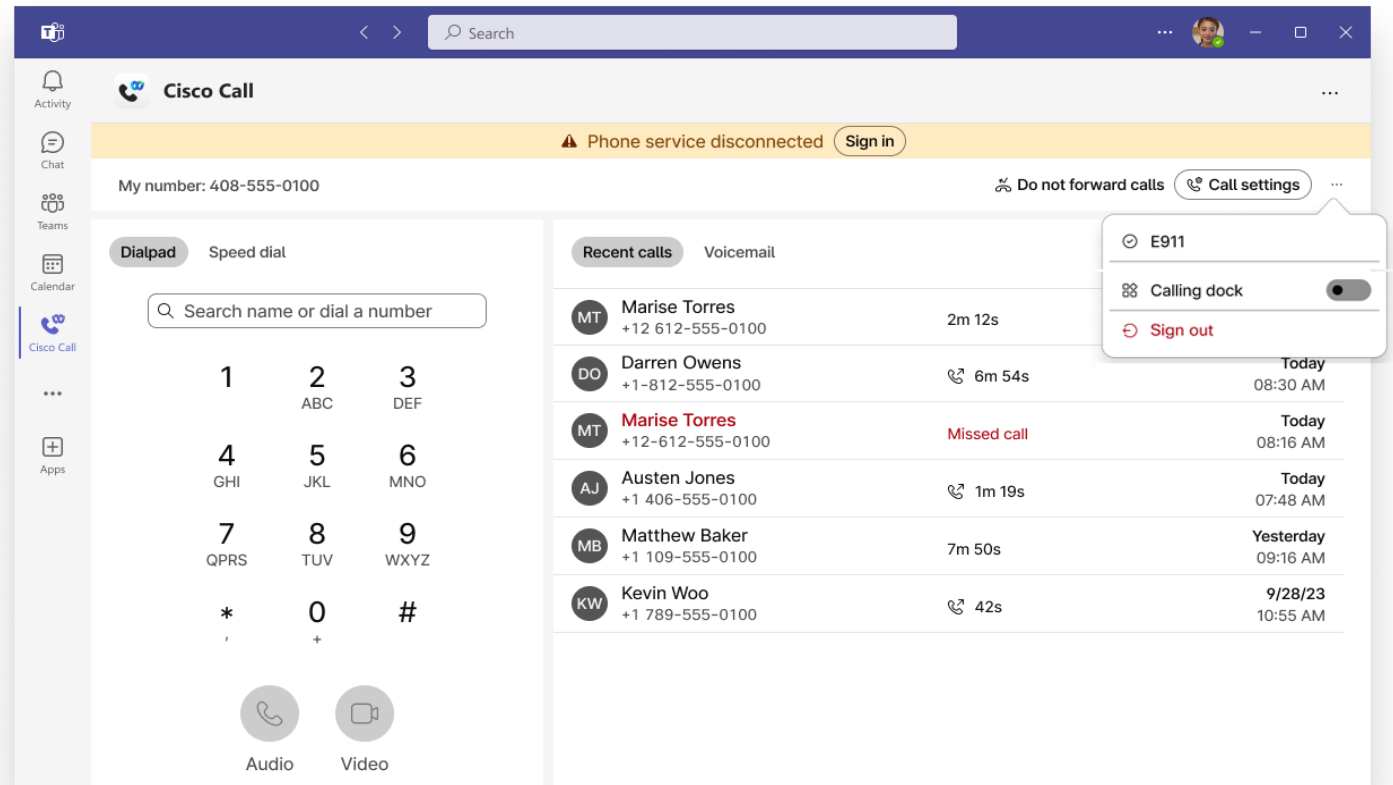 Search
Activity
Chat
Teams
Calendar
Cisco Call
Apps
Cisco Call
Phone service disconnected Sign in
My number: 408-555-0100
Do not forward calls Call settings
E911
Calling dock
Sign out
Dialpad Speed dial
Search name or dial a number
1 2 3
ABC DEF
4 5 6
GHI JKL MNO
7 8 9
QPRS TUV WXYZ
* 0 #
, +
Audio Video
Recent calls Voicemail
MT Marise Torres
+12 612-555-0100
2m 12s
DO Darren Owens
+1-812-555-0100
6m 54s
Today
08:30 AM
MT Marise Torres
+12-612-555-0100
Missed call
Today
08:16 AM
AJ Austen Jones
+1 406-555-0100
1m 19s
Today
07:48 AM
MB Matthew Baker
+1 109-555-0100
7m 50s
Yesterday
09:16 AM
KW Kevin Woo
+1 789-555-0100
42s
9/28/23
10:55 AM